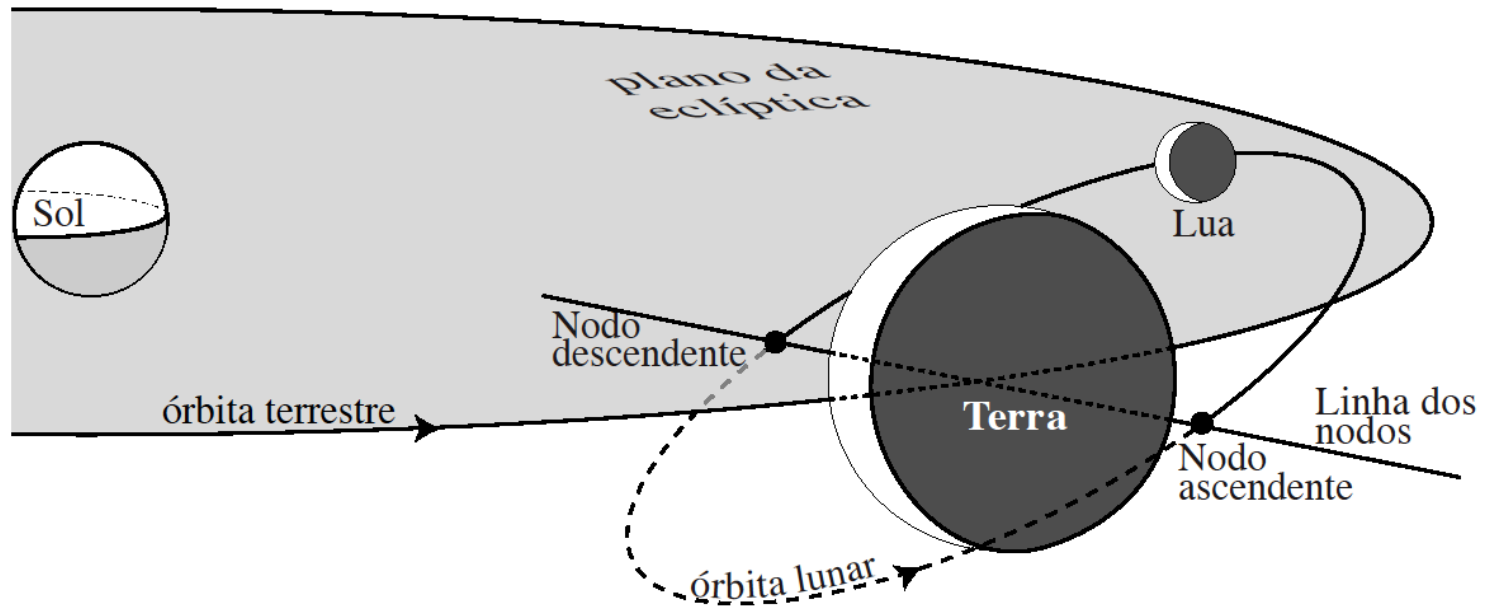 plano da
eclíptica
Sol
Lua
Nodo
descendente
órbita terrestre
Terra
Linha dos
nodos
Nodo
ascendente
órbita lunar